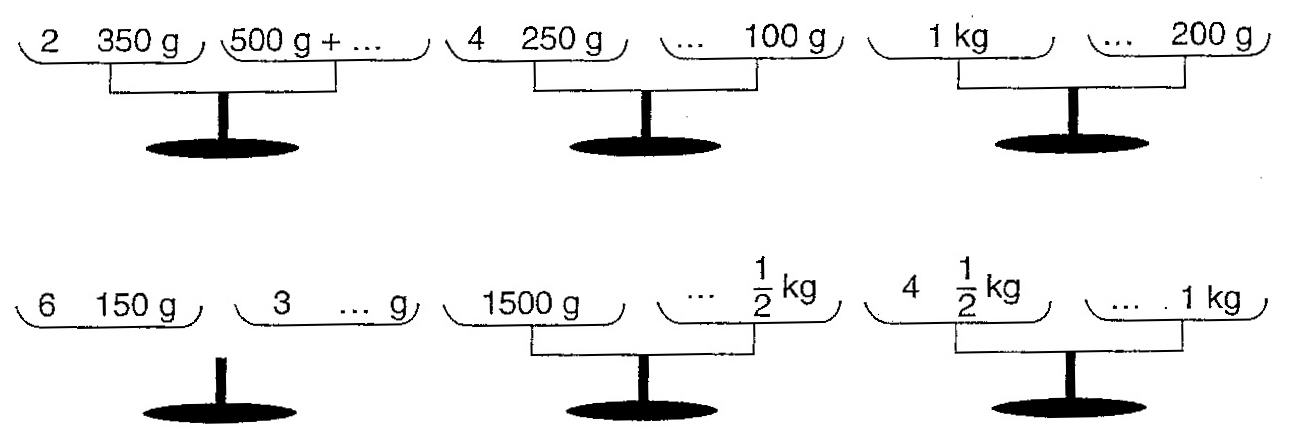 2 350 g 500 g + ... 4 250 g ... 100 g 1 kg ... 200 g
6 150 g 3 ... g 1500 g ... 1/2 kg 4 1/2 kg ... 1 kg